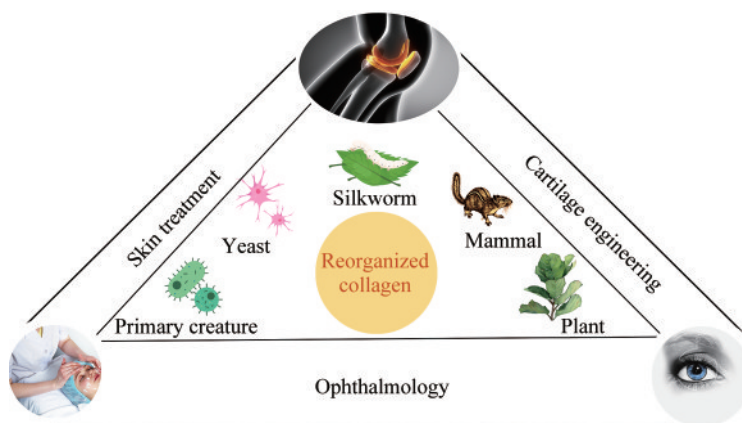 Skin treatment
Cartilage engineering
Silkworm
Yeast
Mammal
Reorganized
collagen
Primary creature
Plant
Ophthalmology